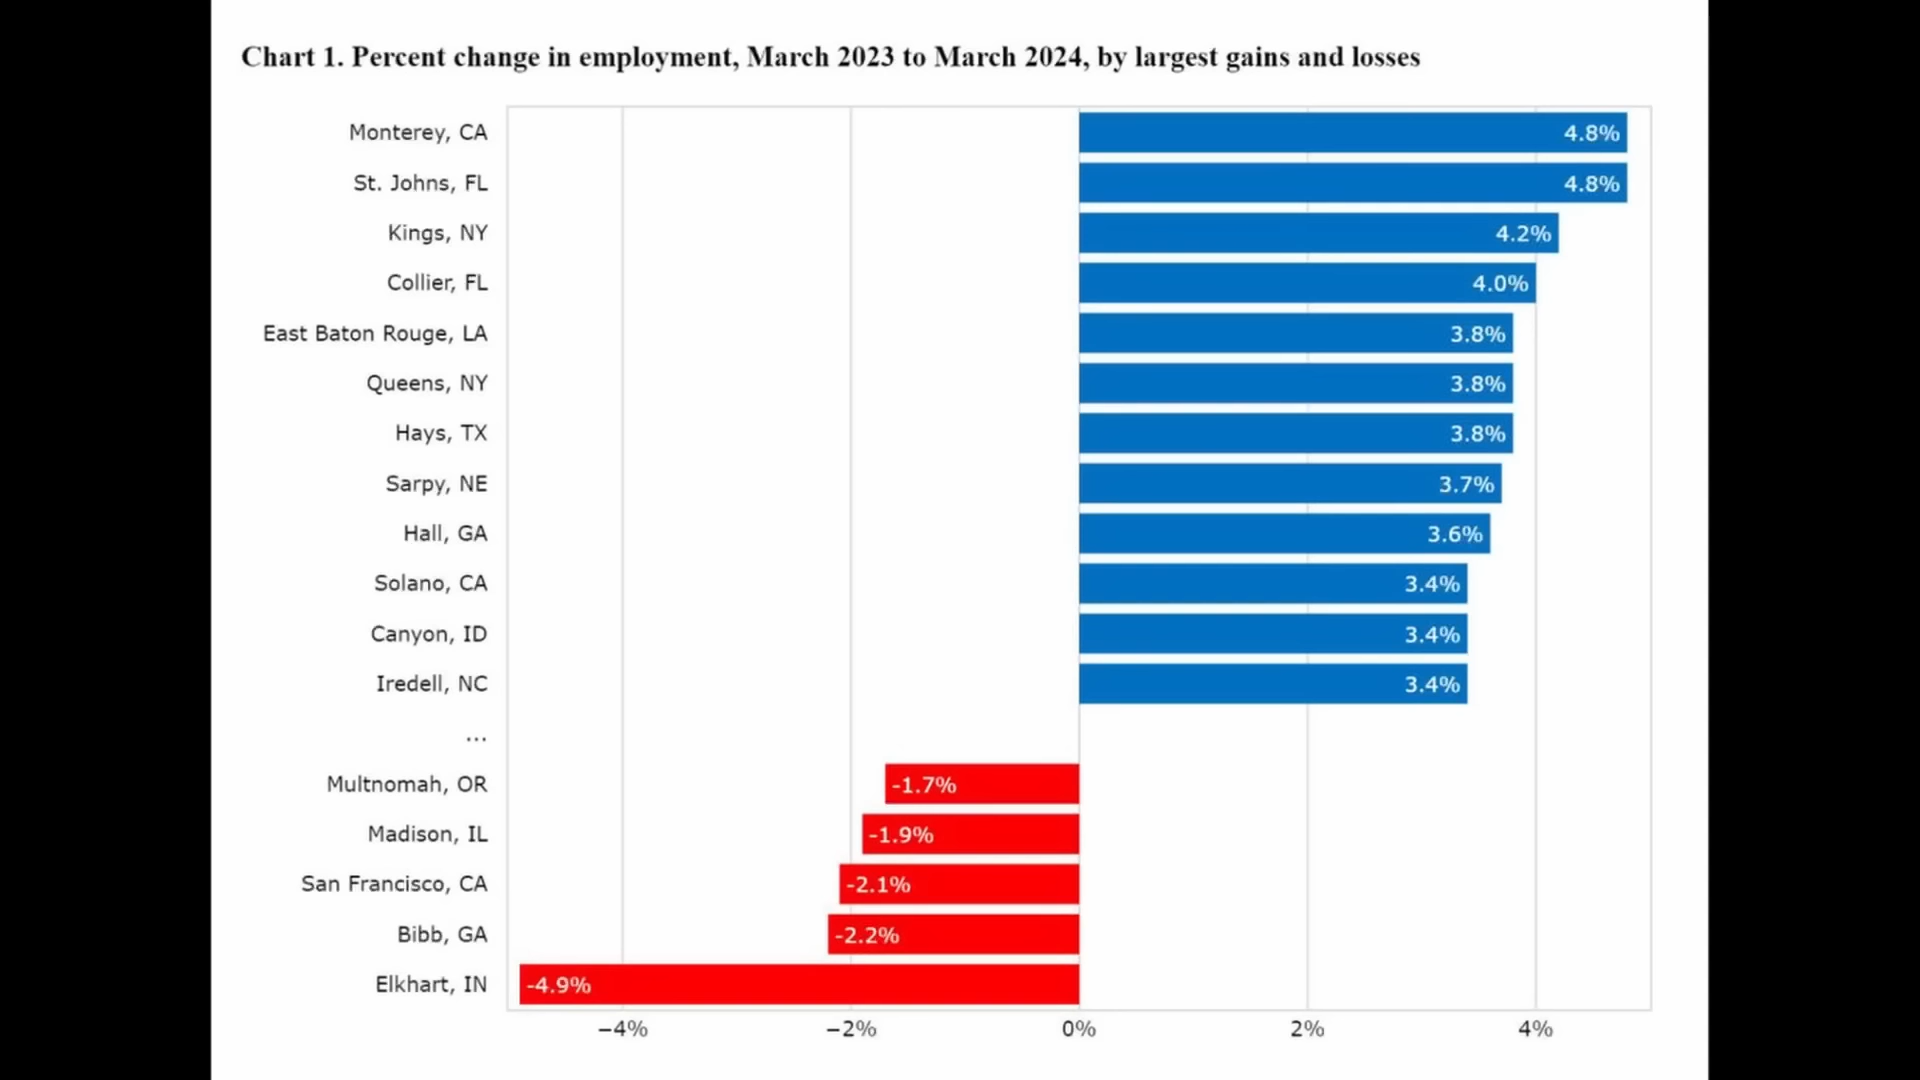 Chart 1. Percent change in employment, March 2023 to March 2024, by largest gains and losses
Monterey, CA 4.8%
St. Johns, FL 4.8%
Kings, NY 4.2%
Collier, FL 4.0%
East Baton Rouge, LA 3.8%
Queens, NY 3.8%
Hays, TX 3.8%
Sarpy, NE 3.7%
Hall, GA 3.6%
Solano, CA 3.4%
Canyon, ID 3.4%
Iredell, NC 3.4%
...
Multnomah, OR -1.7%
Madison, IL -1.9%
San Francisco, CA -2.1%
Bibb, GA -2.2%
Elkhart, IN -4.9%
−4% −2% 0% 2% 4%